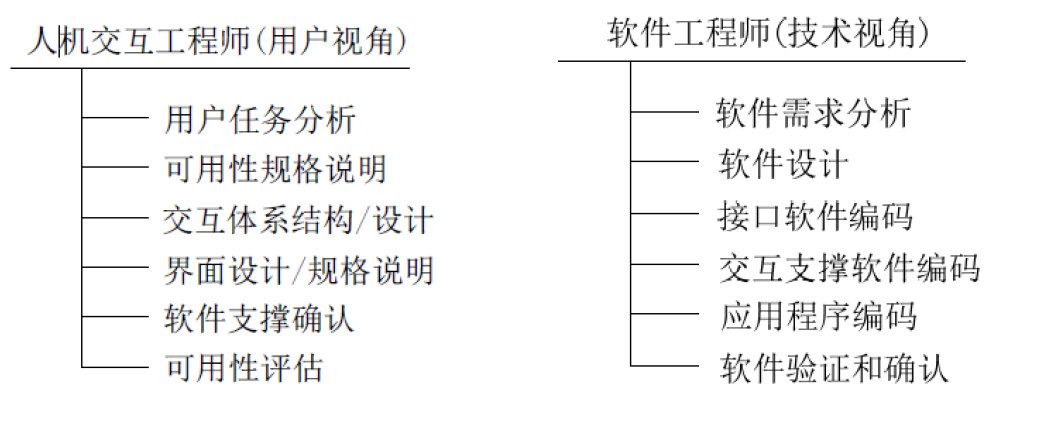 人机交互工程师(用户视角)
用户任务分析
可用性规格说明
交互体系结构/设计
界面设计/规格说明
软件支撑确认
可用性评估
软件工程师(技术视角)
软件需求分析
软件设计
接口软件编码
交互支撑软件编码
应用程序编码
软件验证和确认